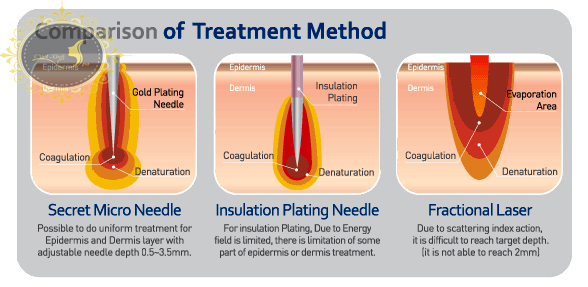 Comparison of Treatment Method
Epidermis
Dermis
Gold Plating
Needle
Coagulation
Denaturation
Epidermis
Dermis
Insulation
Plating
Coagulation
Denaturation
Epidermis
Dermis
Evaporation
Area
Coagulation
Denaturation
Secret Micro Needle
Possible to do uniform treatment for
Epidermis and Dermis layer with
adjustable needle depth 0.5~3.5mm.
Insulation Plating Needle
For insulation Plating, Due to Energy
field is limited, there is limitation of some
part of epidermis or dermis treatment.
Fractional Laser
Due to scattering index action,
it is difficult to reach target depth.
(it is not able to reach 2mm)